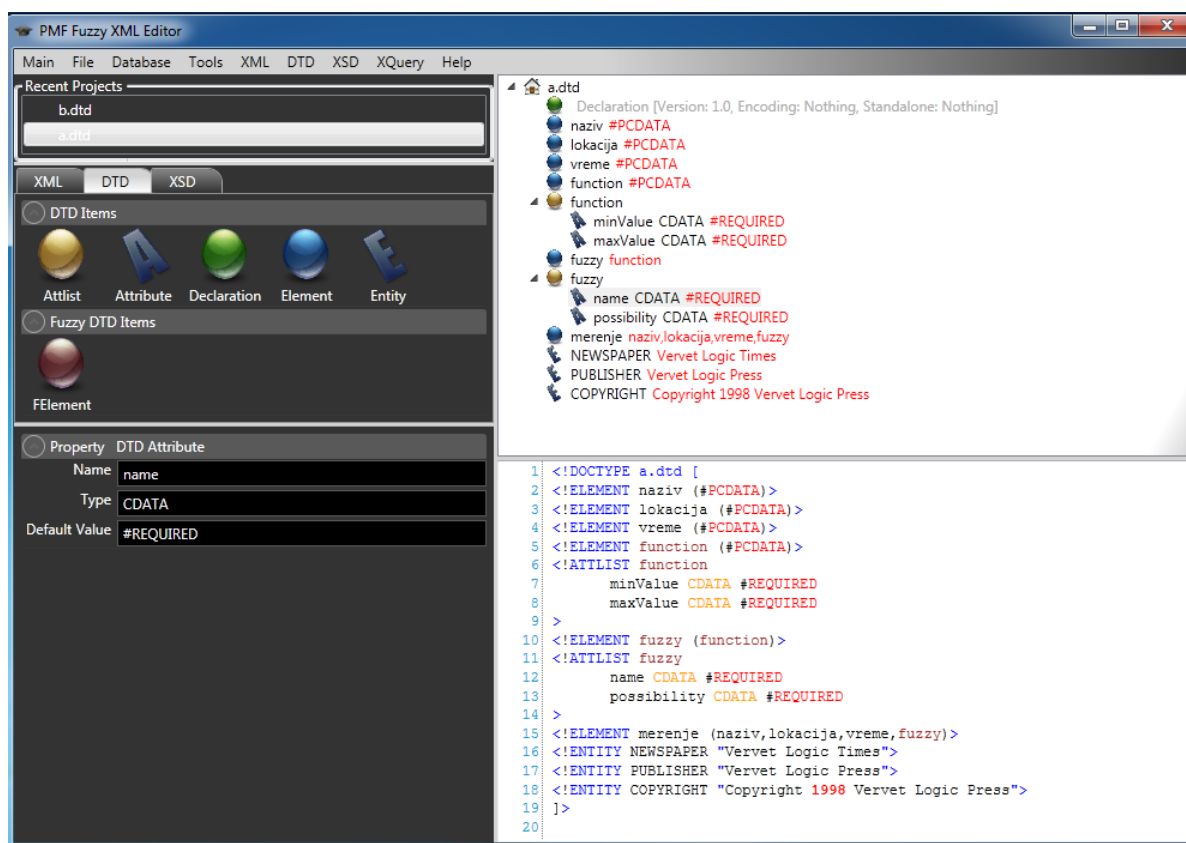 PMF Fuzzy XML Editor
Main File Database Tools XML DTD XSD XQuery Help
Recent Projects
b.dtd
a.dtd
XML DTD XSD
DTD Items
Attlist Attribute Declaration Element Entity
Fuzzy DTD Items
FElement
Property DTD Attribute
Name name
Type CDATA
Default Value #REQUIRED
a.dtd
Declaration [Version: 1.0, Encoding: Nothing, Standalone: Nothing]
naziv #PCDATA
lokacija #PCDATA
vreme #PCDATA
function #PCDATA
function
minValue CDATA #REQUIRED
maxValue CDATA #REQUIRED
fuzzy function
fuzzy
name CDATA #REQUIRED
possibility CDATA #REQUIRED
merenje naziv,lokacija,vreme,fuzzy
NEWSPAPER Vervet Logic Times
PUBLISHER Vervet Logic Press
COPYRIGHT Copyright 1998 Vervet Logic Press
1 <!DOCTYPE a.dtd [
2 <!ELEMENT naziv (#PCDATA)>
3 <!ELEMENT lokacija (#PCDATA)>
4 <!ELEMENT vreme (#PCDATA)>
5 <!ELEMENT function (#PCDATA)>
6 <!ATTLIST function
7 minValue CDATA #REQUIRED
8 maxValue CDATA #REQUIRED
9 >
10 <!ELEMENT fuzzy (function)>
11 <!ATTLIST fuzzy
12 name CDATA #REQUIRED
13 possibility CDATA #REQUIRED
14 >
15 <!ELEMENT merenje (naziv,lokacija,vreme,fuzzy)>
16 <!ENTITY NEWSPAPER "Vervet Logic Times">
17 <!ENTITY PUBLISHER "Vervet Logic Press">
18 <!ENTITY COPYRIGHT "Copyright 1998 Vervet Logic Press">
19 ]>
20